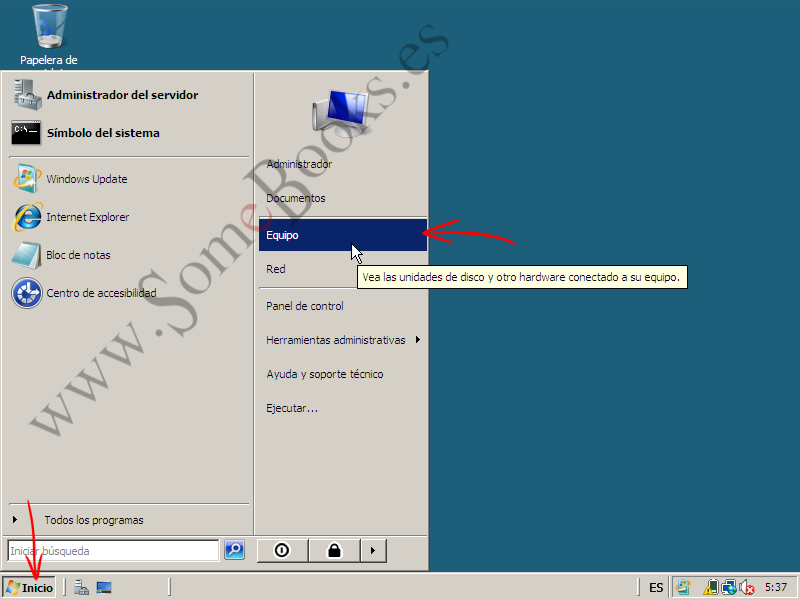 Papelera de
Administrador del servidor
Símbolo del sistema
C:\
Windows Update
Internet Explorer
Bloc de notas
Centro de accesibilidad
Administrador
Documentos
Equipo
Red
Vea las unidades de disco y otro hardware conectado a su equipo.
Panel de control
Herramientas administrativas
Ayuda y soporte técnico
Ejecutar...
Todos los programas
Iniciar búsqueda
Inicio
ES
5:37
www.SomeBooks.es